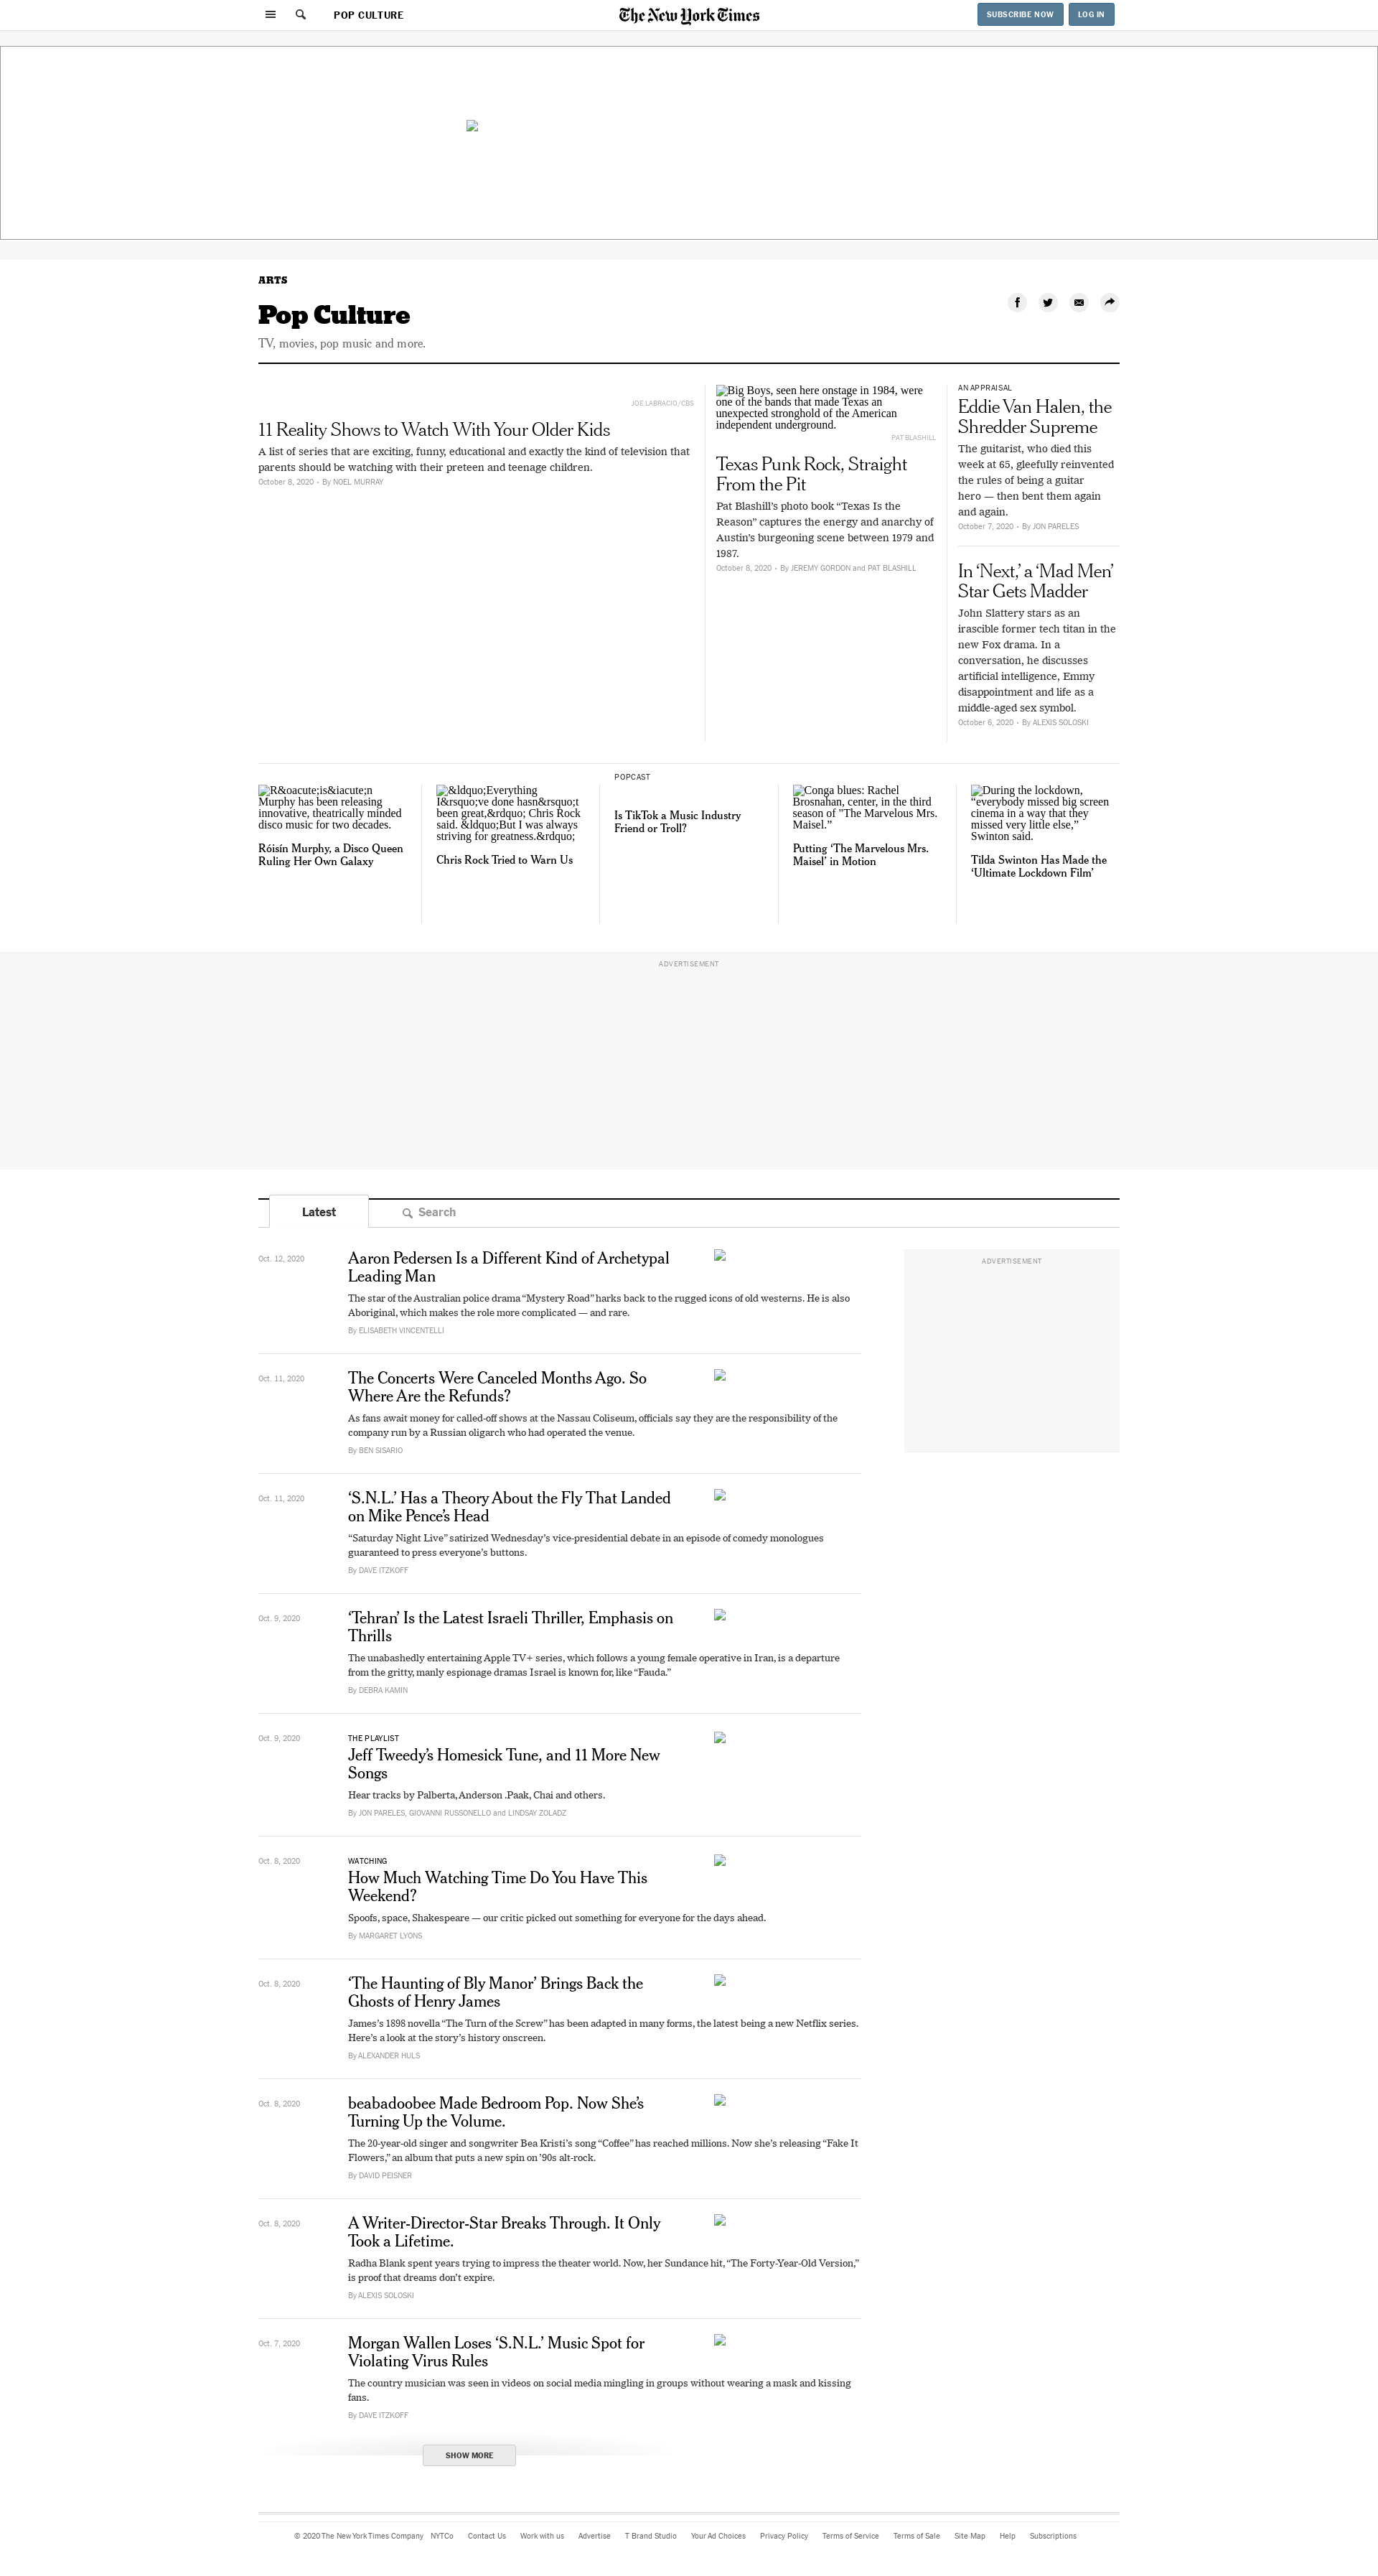 POP CULTURE
The New York Times
SUBSCRIBE NOW
LOG IN
ARTS
Pop Culture
TV, movies, pop music and more.
JOE LABRACIO/CBS
11 Reality Shows to Watch With Your Older Kids
A list of series that are exciting, funny, educational and exactly the kind of television that
parents should be watching with their preteen and teenage children.
October 8, 2020 • By NOEL MURRAY
Big Boys, seen here onstage in 1984, were
one of the bands that made Texas an
unexpected stronghold of the American
independent underground.
PAT BLASHILL
Texas Punk Rock, Straight
From the Pit
Pat Blashill’s photo book “Texas Is the
Reason” captures the energy and anarchy of
Austin’s burgeoning scene between 1979 and
1987.
October 8, 2020 • By JEREMY GORDON and PAT BLASHILL
AN APPRAISAL
Eddie Van Halen, the
Shredder Supreme
The guitarist, who died this
week at 65, gleefully reinvented
the rules of being a guitar
hero — then bent them again
and again.
October 7, 2020 • By JON PARELES
In ‘Next,’ a ‘Mad Men’
Star Gets Madder
John Slattery stars as an
irascible former tech titan in the
new Fox drama. In a
conversation, he discusses
artificial intelligence, Emmy
disappointment and life as a
middle-aged sex symbol.
October 6, 2020 • By ALEXIS SOLOSKI
R&oacute;is&iacute;n
Murphy has been releasing
innovative, theatrically minded
disco music for two decades.
Róisín Murphy, a Disco Queen
Ruling Her Own Galaxy
&ldquo;Everything
I&rsquo;ve done hasn&rsquo;t
been great,&rdquo; Chris Rock
said. &ldquo;But I was always
striving for greatness.&rdquo;
Chris Rock Tried to Warn Us
POPCAST
Is TikTok a Music Industry
Friend or Troll?
Conga blues: Rachel
Brosnahan, center, in the third
season of "The Marvelous Mrs.
Maisel.”
Putting ‘The Marvelous Mrs.
Maisel’ in Motion
During the lockdown,
“everybody missed big screen
cinema in a way that they
missed very little else,”
Swinton said.
Tilda Swinton Has Made the
‘Ultimate Lockdown Film’
ADVERTISEMENT
Latest
Search
ADVERTISEMENT
Oct. 12, 2020
Aaron Pedersen Is a Different Kind of Archetypal
Leading Man
The star of the Australian police drama “Mystery Road” harks back to the rugged icons of old westerns. He is also
Aboriginal, which makes the role more complicated — and rare.
By ELISABETH VINCENTELLI
Oct. 11, 2020
The Concerts Were Canceled Months Ago. So
Where Are the Refunds?
As fans await money for called-off shows at the Nassau Coliseum, officials say they are the responsibility of the
company run by a Russian oligarch who had operated the venue.
By BEN SISARIO
Oct. 11, 2020
‘S.N.L.’ Has a Theory About the Fly That Landed
on Mike Pence’s Head
“Saturday Night Live” satirized Wednesday’s vice-presidential debate in an episode of comedy monologues
guaranteed to press everyone’s buttons.
By DAVE ITZKOFF
Oct. 9, 2020
‘Tehran’ Is the Latest Israeli Thriller, Emphasis on
Thrills
The unabashedly entertaining Apple TV+ series, which follows a young female operative in Iran, is a departure
from the gritty, manly espionage dramas Israel is known for, like “Fauda.”
By DEBRA KAMIN
Oct. 9, 2020
THE PLAYLIST
Jeff Tweedy’s Homesick Tune, and 11 More New
Songs
Hear tracks by Palberta, Anderson .Paak, Chai and others.
By JON PARELES, GIOVANNI RUSSONELLO and LINDSAY ZOLADZ
Oct. 8, 2020
WATCHING
How Much Watching Time Do You Have This
Weekend?
Spoofs, space, Shakespeare — our critic picked out something for everyone for the days ahead.
By MARGARET LYONS
Oct. 8, 2020
‘The Haunting of Bly Manor’ Brings Back the
Ghosts of Henry James
James’s 1898 novella “The Turn of the Screw” has been adapted in many forms, the latest being a new Netflix series.
Here’s a look at the story’s history onscreen.
By ALEXANDER HULS
Oct. 8, 2020
beabadoobee Made Bedroom Pop. Now She’s
Turning Up the Volume.
The 20-year-old singer and songwriter Bea Kristi’s song “Coffee” has reached millions. Now she’s releasing “Fake It
Flowers,” an album that puts a new spin on ’90s alt-rock.
By DAVID PEISNER
Oct. 8, 2020
A Writer-Director-Star Breaks Through. It Only
Took a Lifetime.
Radha Blank spent years trying to impress the theater world. Now, her Sundance hit, “The Forty-Year-Old Version,”
is proof that dreams don’t expire.
By ALEXIS SOLOSKI
Oct. 7, 2020
Morgan Wallen Loses ‘S.N.L.’ Music Spot for
Violating Virus Rules
The country musician was seen in videos on social media mingling in groups without wearing a mask and kissing
fans.
By DAVE ITZKOFF
SHOW MORE
© 2020 The New York Times Company NYTCo Contact Us Work with us Advertise T Brand Studio Your Ad Choices Privacy Policy Terms of Service Terms of Sale Site Map Help Subscriptions